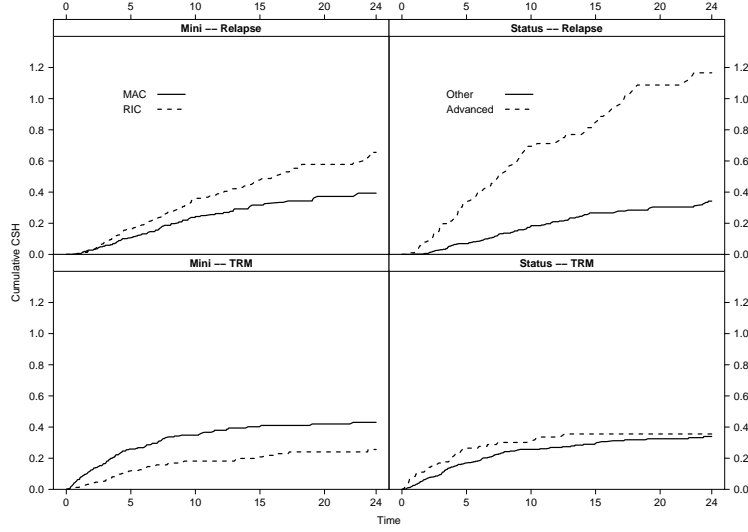 0 5 10 15 20 24 0 5 10 15 20 24
Mini −− Relapse Status −− Relapse
MAC
RIC
Other
Advanced
1.2 1.2
1.0 1.0
0.8 0.8
0.6 0.6
0.4 0.4
0.2 0.2
0.0 0.0
Cumulative CSH
Mini −− TRM Status −− TRM
1.2 1.2
1.0 1.0
0.8 0.8
0.6 0.6
0.4 0.4
0.2 0.2
0.0 0.0
0 5 10 15 20 24 0 5 10 15 20 24
Time